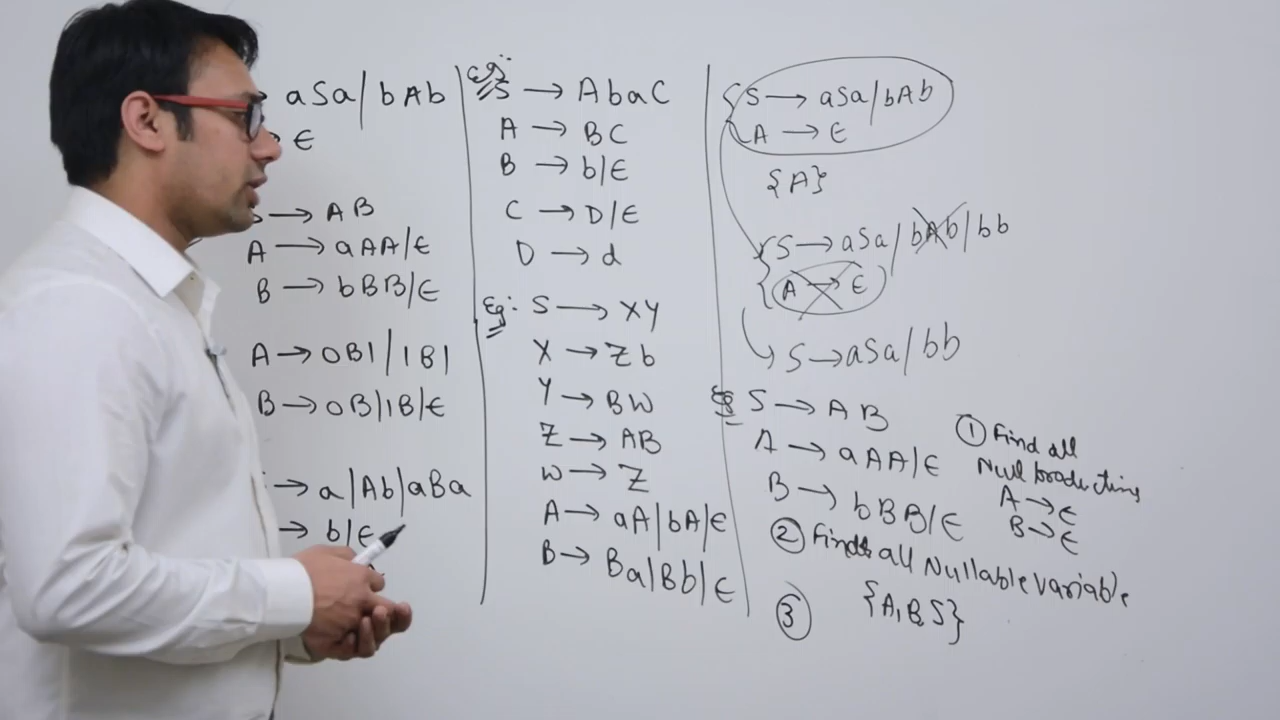 aSa | bAb
∈
→ AB
A → aAA/∈
B → bBB/∈
A → 0B1 / 1B1
B → 0B/1B/∈
→ a|Ab|aBa
→ b/∈
Eg:
S → AbaC
A → BC
B → b/∈
C → D/∈
D → d
Eg: S → XY
X → Zb
Y → BW
Z → AB
W → Z
A → aA|bA|∈
B → Ba|Bb|∈
S → aSa/bAb
A → ∈
{A}
S → aSa/bAb/bb
A → ∈
S → aSa/bb
Eg S → AB
A → aAA/∈
B → bBB/∈
① Find all
Null productions
A → ∈
B → ∈
② Find all Nullable variable
{A, B, S}
③